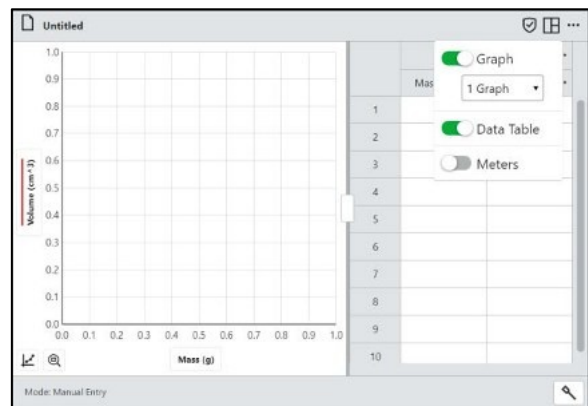 Untitled
Graph
1 Graph
Data Table
Meters
Mas
1.0
0.9
0.8
0.7
0.6
0.5
0.4
0.3
0.2
0.1
0.0
Volume (cm^3)
0.0 0.1 0.2 0.3 0.4 0.5 0.6 0.7 0.8 0.9 1.0
Mass (g)
1
2
3
4
5
6
7
8
9
10
Mode: Manual Entry